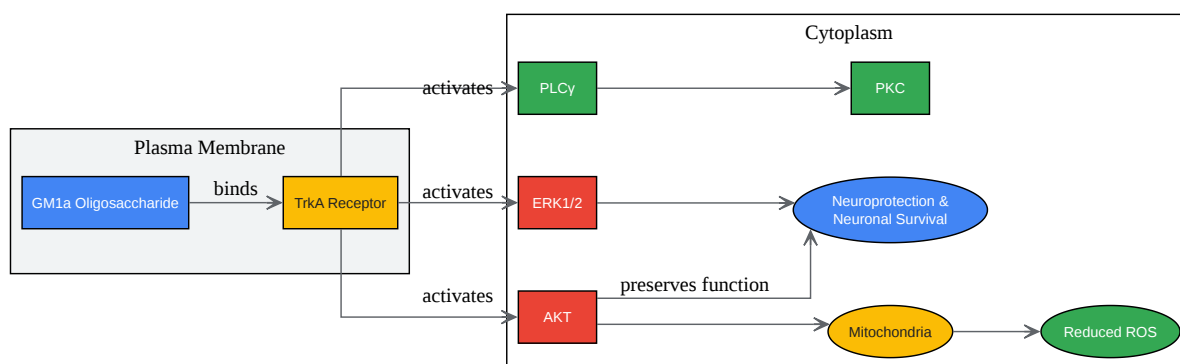 Cytoplasm
activates
PLCγ
PKC
Plasma Membrane
GM1a Oligosaccharide
binds
TrkA Receptor
activates
ERK1/2
Neuroprotection &
Neuronal Survival
activates
AKT
preserves function
Mitochondria
Reduced ROS